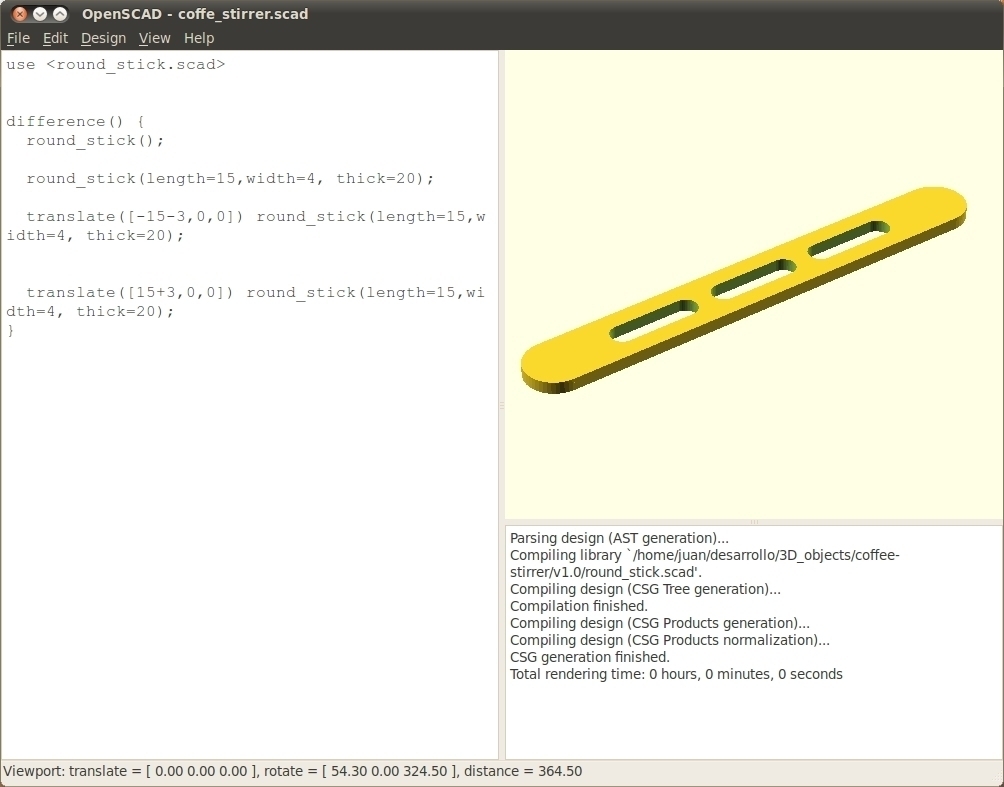 OpenSCAD - coffe_stirrer.scad
File Edit Design View Help
use <round_stick.scad>
difference() {
  round_stick();
  round_stick(length=15,width=4, thick=20);
  translate([-15-3,0,0]) round_stick(length=15,w
idth=4, thick=20);
  translate([15+3,0,0]) round_stick(length=15,wi
dth=4, thick=20);
}
Parsing design (AST generation)...
Compiling library `/home/juan/desarrollo/3D_objects/coffee-
stirrer/v1.0/round_stick.scad'.
Compiling design (CSG Tree generation)...
Compilation finished.
Compiling design (CSG Products generation)...
Compiling design (CSG Products normalization)...
CSG generation finished.
Total rendering time: 0 hours, 0 minutes, 0 seconds
Viewport: translate = [ 0.00 0.00 0.00 ], rotate = [ 54.30 0.00 324.50 ], distance = 364.50